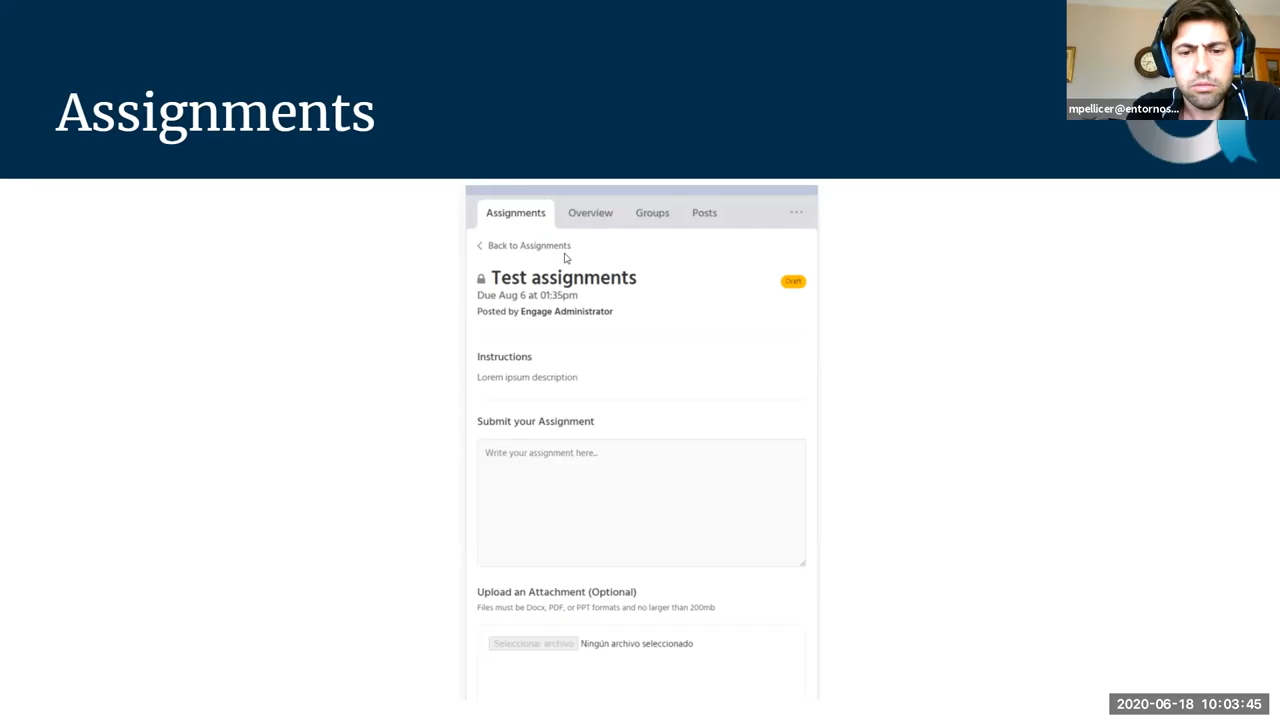 Assignments
mpellicer@entornos...
Assignments Overview Groups Posts ...
Back to Assignments
Test assignments
Draft
Due Aug 6 at 01:35pm
Posted by Engage Administrator
Instructions
Lorem ipsum description
Submit your Assignment
Write your assignment here...
Upload an Attachment (Optional)
Files must be Docx, PDF, or PPT formats and no larger than 200mb
Seleccionar archivo Ningún archivo seleccionado
2020-06-18 10:03:45